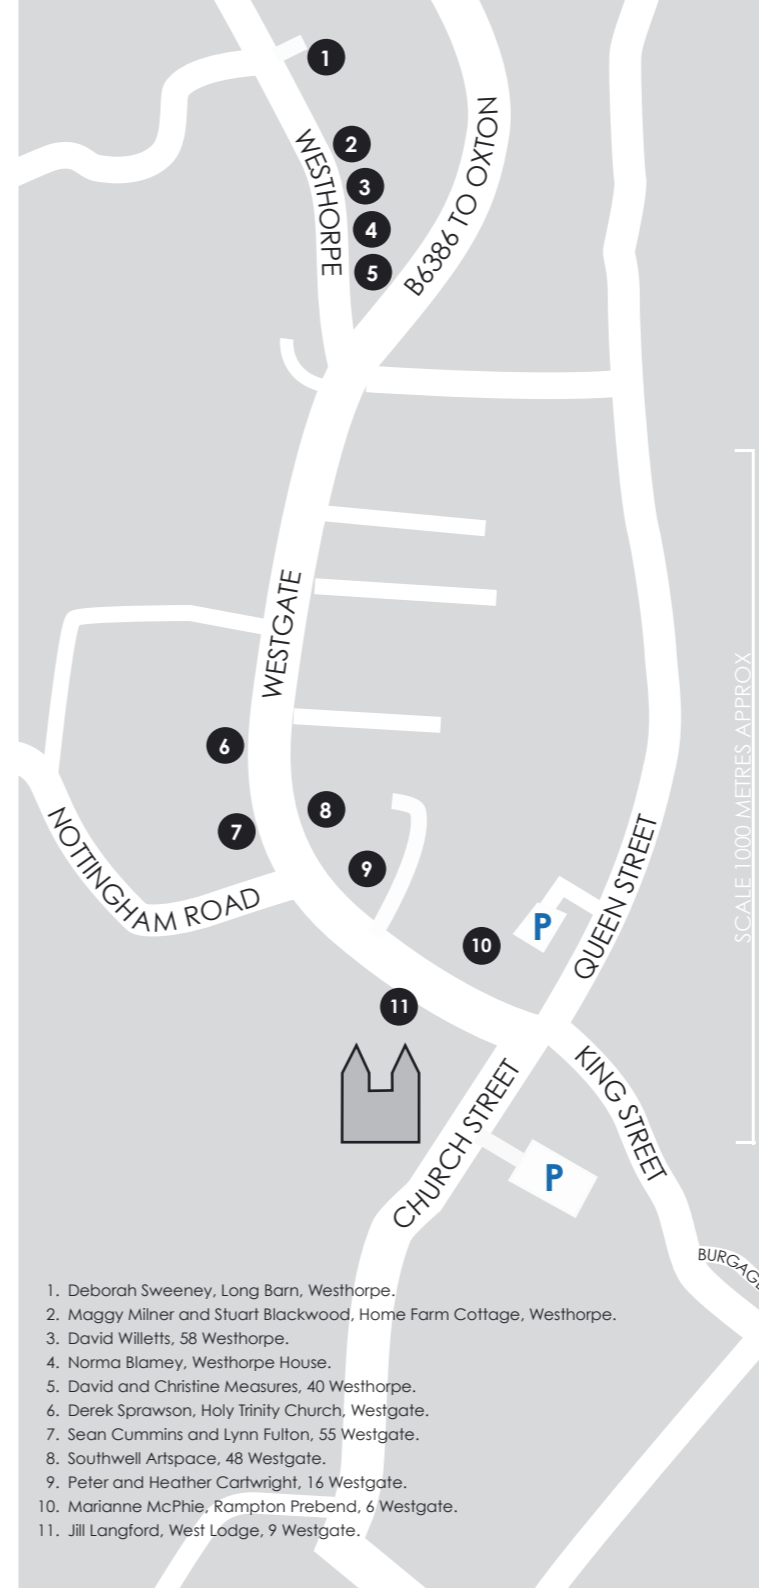 1
2
3
4
5
WESTHORPE
B6386 TO OXTON
WESTGATE
6
7
8
9
10
11
NOTTINGHAM ROAD
P
QUEEN STREET
SCALE 1000 METRES APPROX
KING STREET
CHURCH STREET
P
BURGAGE
1. Deborah Sweeney, Long Barn, Westhorpe.
2. Maggy Milner and Stuart Blackwood, Home Farm Cottage, Westhorpe.
3. David Willetts, 58 Westhorpe.
4. Norma Blamey, Westhorpe House.
5. David and Christine Measures, 40 Westhorpe.
6. Derek Sprawson, Holy Trinity Church, Westgate.
7. Sean Cummins and Lynn Fulton, 55 Westgate.
8. Southwell Artspace, 48 Westgate.
9. Peter and Heather Cartwright, 16 Westgate.
10. Marianne McPhie, Rampton Prebend, 6 Westgate.
11. Jill Langford, West Lodge, 9 Westgate.